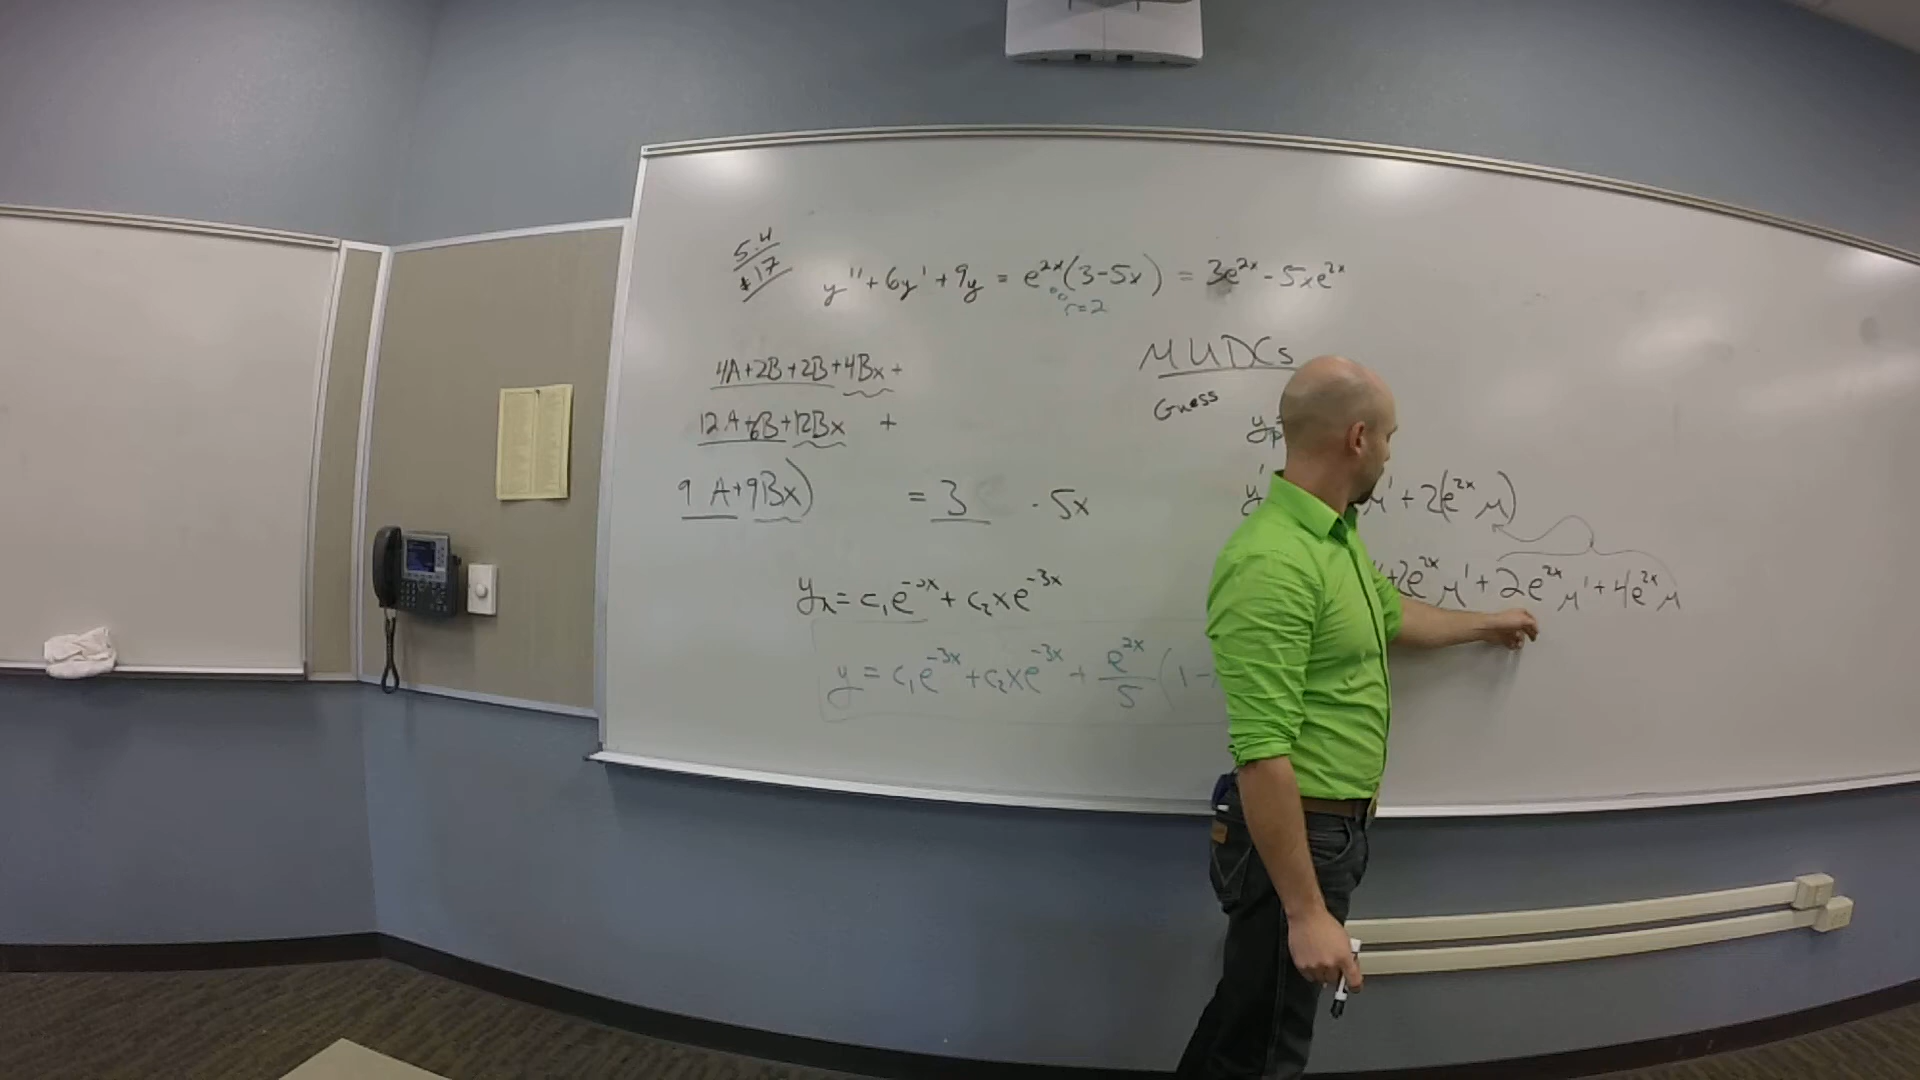 5.4
#17
y'' + 6y' + 9y = e^{2x}(3-5x) = 3e^{2x} - 5xe^{2x}
r=2
4A+2B+2B+4Bx+
12A+6B+12Bx +
9A+9Bx) = 3 - 5x
y_h = c_1e^{-3x} + c_2xe^{-3x}
y = c_1e^{-3x} + c_2xe^{-3x} + e^{2x}/5 (1-
MUDCs
Guess
y_p
y' μ' + 2(e^{2x}μ)
+2e^{2x}μ' + 2e^{2x}μ' + 4e^{2x}μ